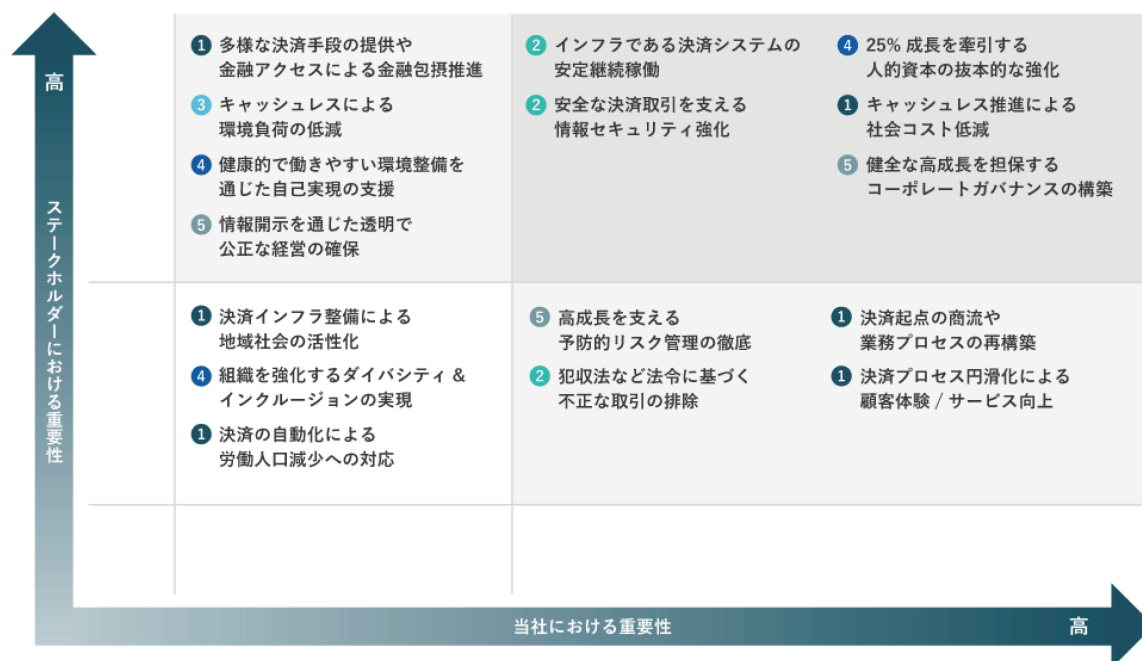 高
ステークホルダーにおける重要性
1 多様な決済手段の提供や
金融アクセスによる金融包摂推進
3 キャッシュレスによる
環境負荷の低減
4 健康的で働きやすい環境整備を
通じた自己実現の支援
5 情報開示を通じた透明で
公正な経営の確保
2 インフラである決済システムの
安定継続稼働
2 安全な決済取引を支える
情報セキュリティ強化
4 25% 成長を牽引する
人的資本の抜本的な強化
1 キャッシュレス推進による
社会コスト低減
5 健全な高成長を担保する
コーポレートガバナンスの構築
1 決済インフラ整備による
地域社会の活性化
4 組織を強化するダイバシティ &
インクルージョンの実現
1 決済の自動化による
労働人口減少への対応
5 高成長を支える
予防的リスク管理の徹底
2 犯収法など法令に基づく
不正な取引の排除
1 決済起点の商流や
業務プロセスの再構築
1 決済プロセス円滑化による
顧客体験 / サービス向上
当社における重要性
高